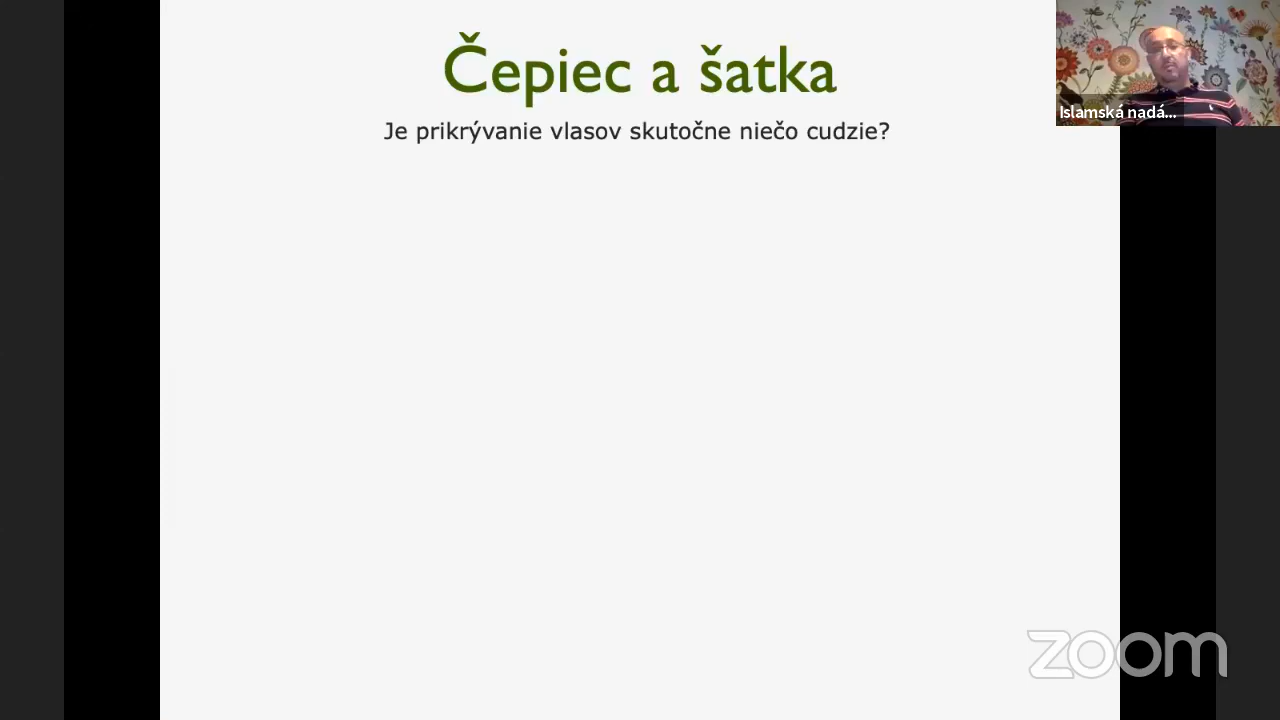 Čepiec a šatka
Je prikrývanie vlasov skutočne niečo cudzie?
Islamská nadá...
zoom